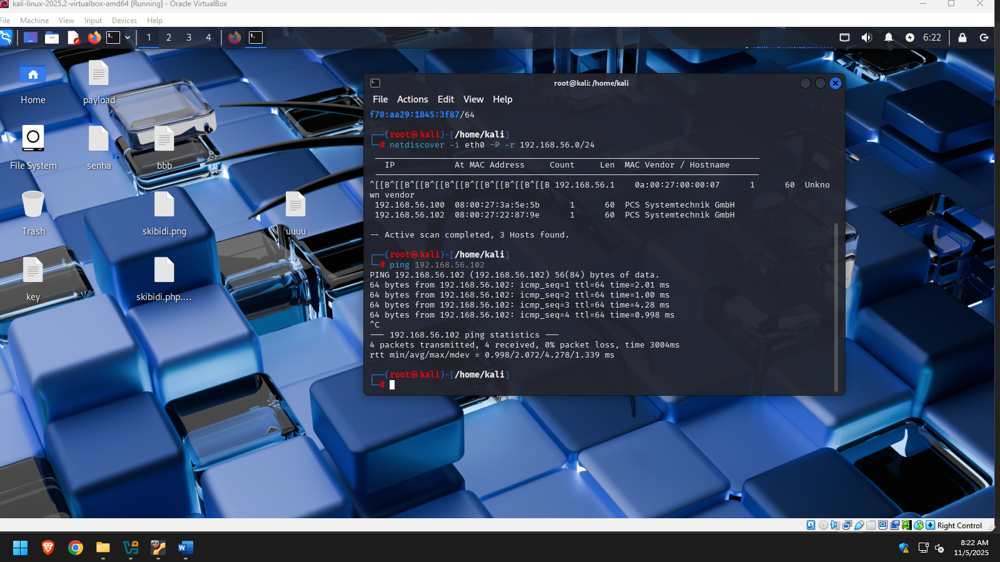 kali-linux-2025.2-virtualbox-amd64 [Running] - Oracle VirtualBox
File Machine View Input Devices Help
1 2 3 4 6:22
Home
payload
File System
senha
bbb
Trash
skibidi.png
uuuu
key
skibidi.php....
root@kali: /home/kali
File Actions Edit View Help
f70:aa29:1845:3f87/64
┌──(root㉿kali)-[/home/kali]
└─# netdiscover -i eth0 -P -r 192.168.56.0/24
IP At MAC Address Count Len MAC Vendor / Hostname
^[[B^[[B^[[B^[[B^[[B^[[B^[[B^[[B^[[B 192.168.56.1 0a:00:27:00:00:07 1 60 Unkno
wn vendor
192.168.56.100 08:00:27:3a:5e:5b 1 60 PCS Systemtechnik GmbH
192.168.56.102 08:00:27:22:87:9e 1 60 PCS Systemtechnik GmbH
-- Active scan completed, 3 Hosts found.
┌──(root㉿kali)-[/home/kali]
└─# ping 192.168.56.102
PING 192.168.56.102 (192.168.56.102) 56(84) bytes of data.
64 bytes from 192.168.56.102: icmp_seq=1 ttl=64 time=2.01 ms
64 bytes from 192.168.56.102: icmp_seq=2 ttl=64 time=1.00 ms
64 bytes from 192.168.56.102: icmp_seq=3 ttl=64 time=4.28 ms
64 bytes from 192.168.56.102: icmp_seq=4 ttl=64 time=0.998 ms
^C
--- 192.168.56.102 ping statistics ---
4 packets transmitted, 4 received, 0% packet loss, time 3004ms
rtt min/avg/max/mdev = 0.998/2.072/4.278/1.339 ms
┌──(root㉿kali)-[/home/kali]
└─#
Right Control
8:22 AM
11/5/2025